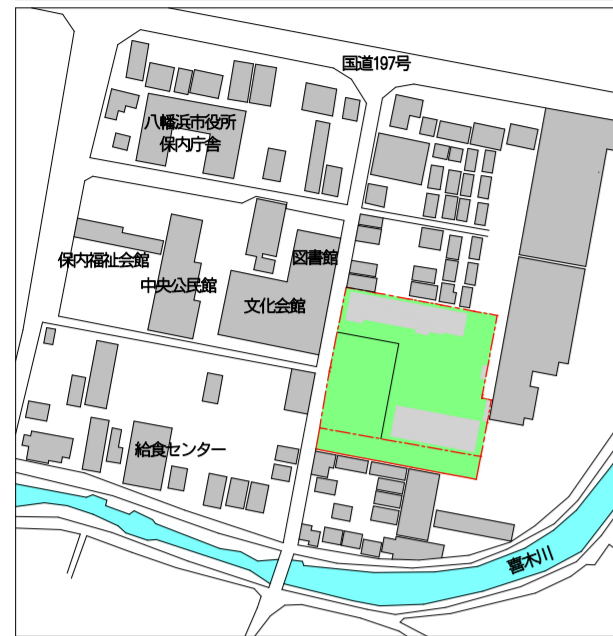 国道197号
八幡浜市役所
保内庁舎
図書館
保内福祉会館
中央公民館
文化会館
給食センター
喜木川